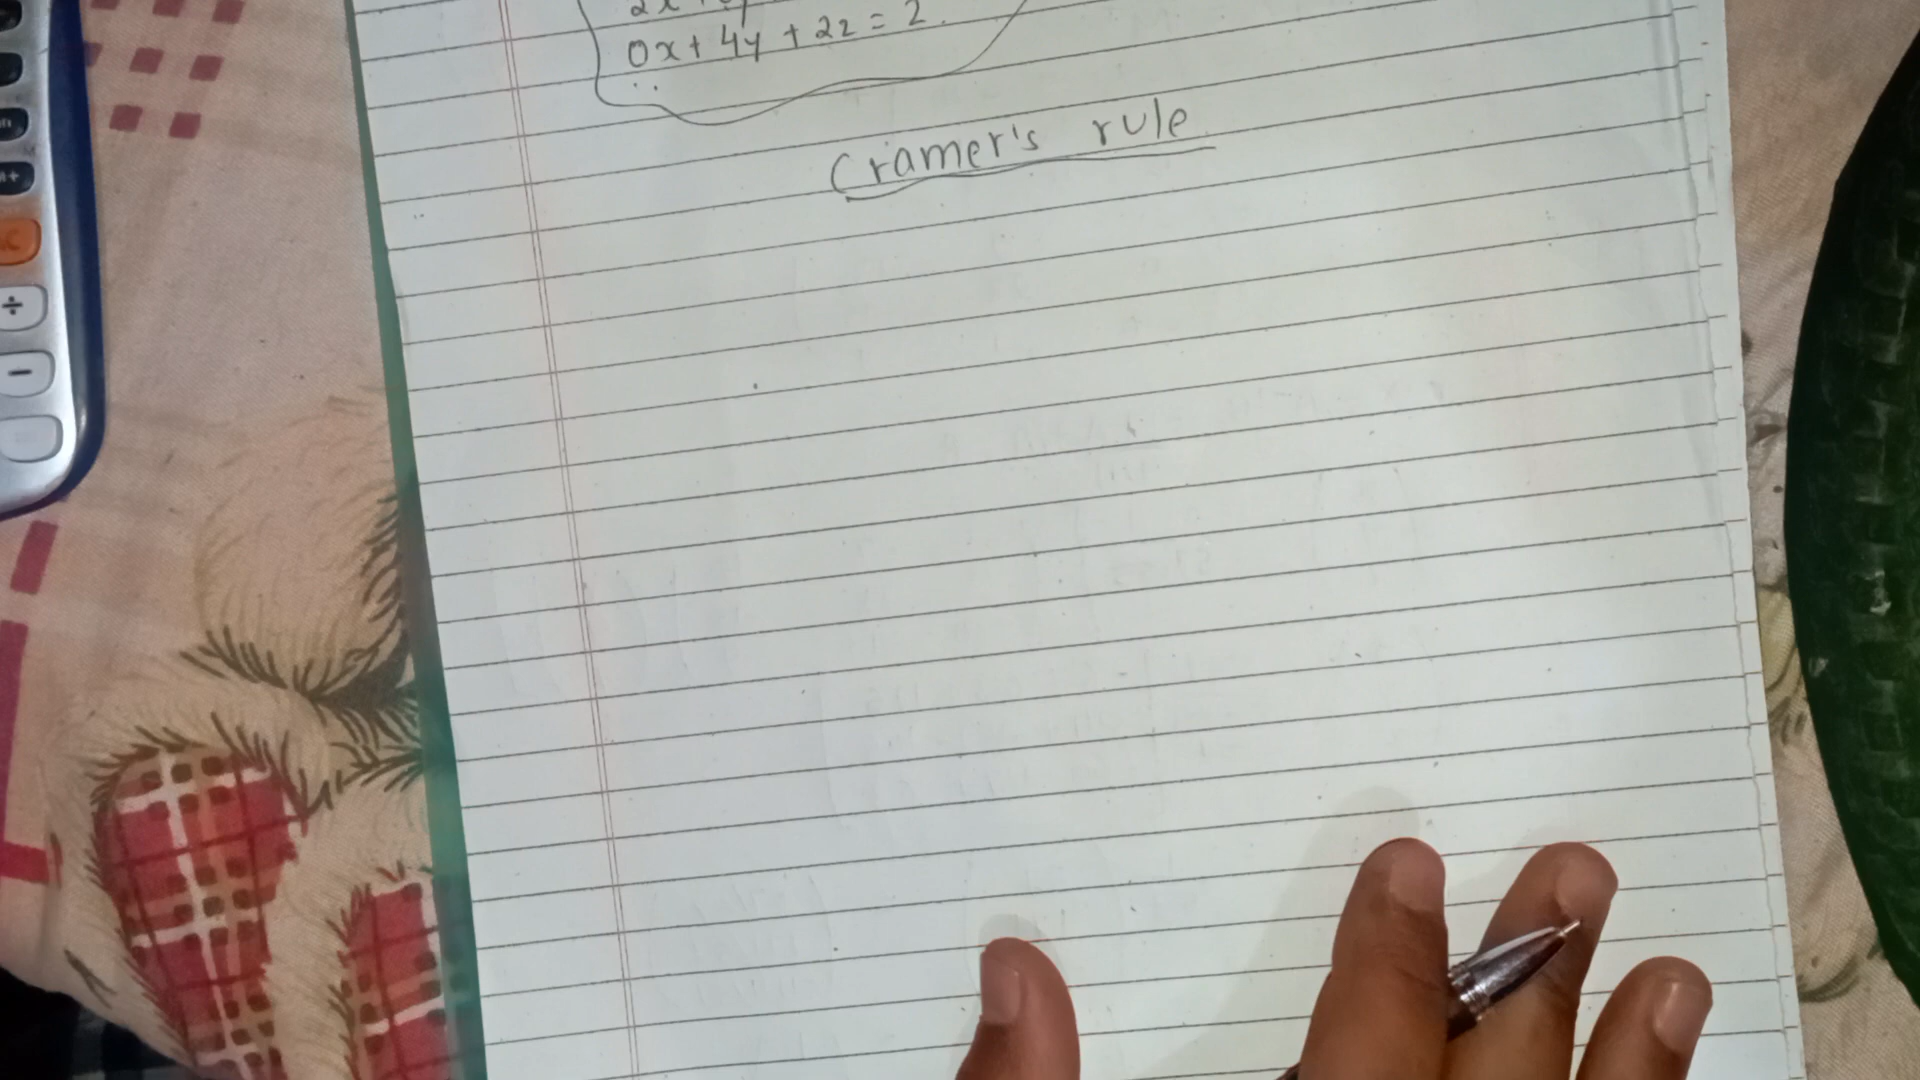 0x + 4y + 2z = 2.
Cramer's rule
÷
−